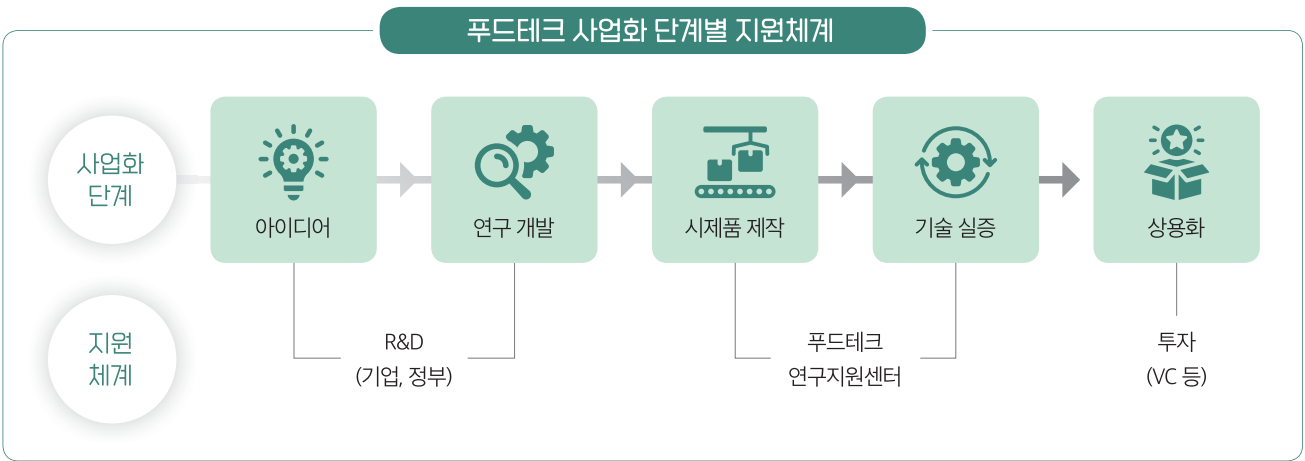 푸드테크 사업화 단계별 지원체계
사업화
단계
아이디어
연구 개발
시제품 제작
기술 실증
상용화
지원
체계
R&D
(기업, 정부)
푸드테크
연구지원센터
투자
(VC 등)